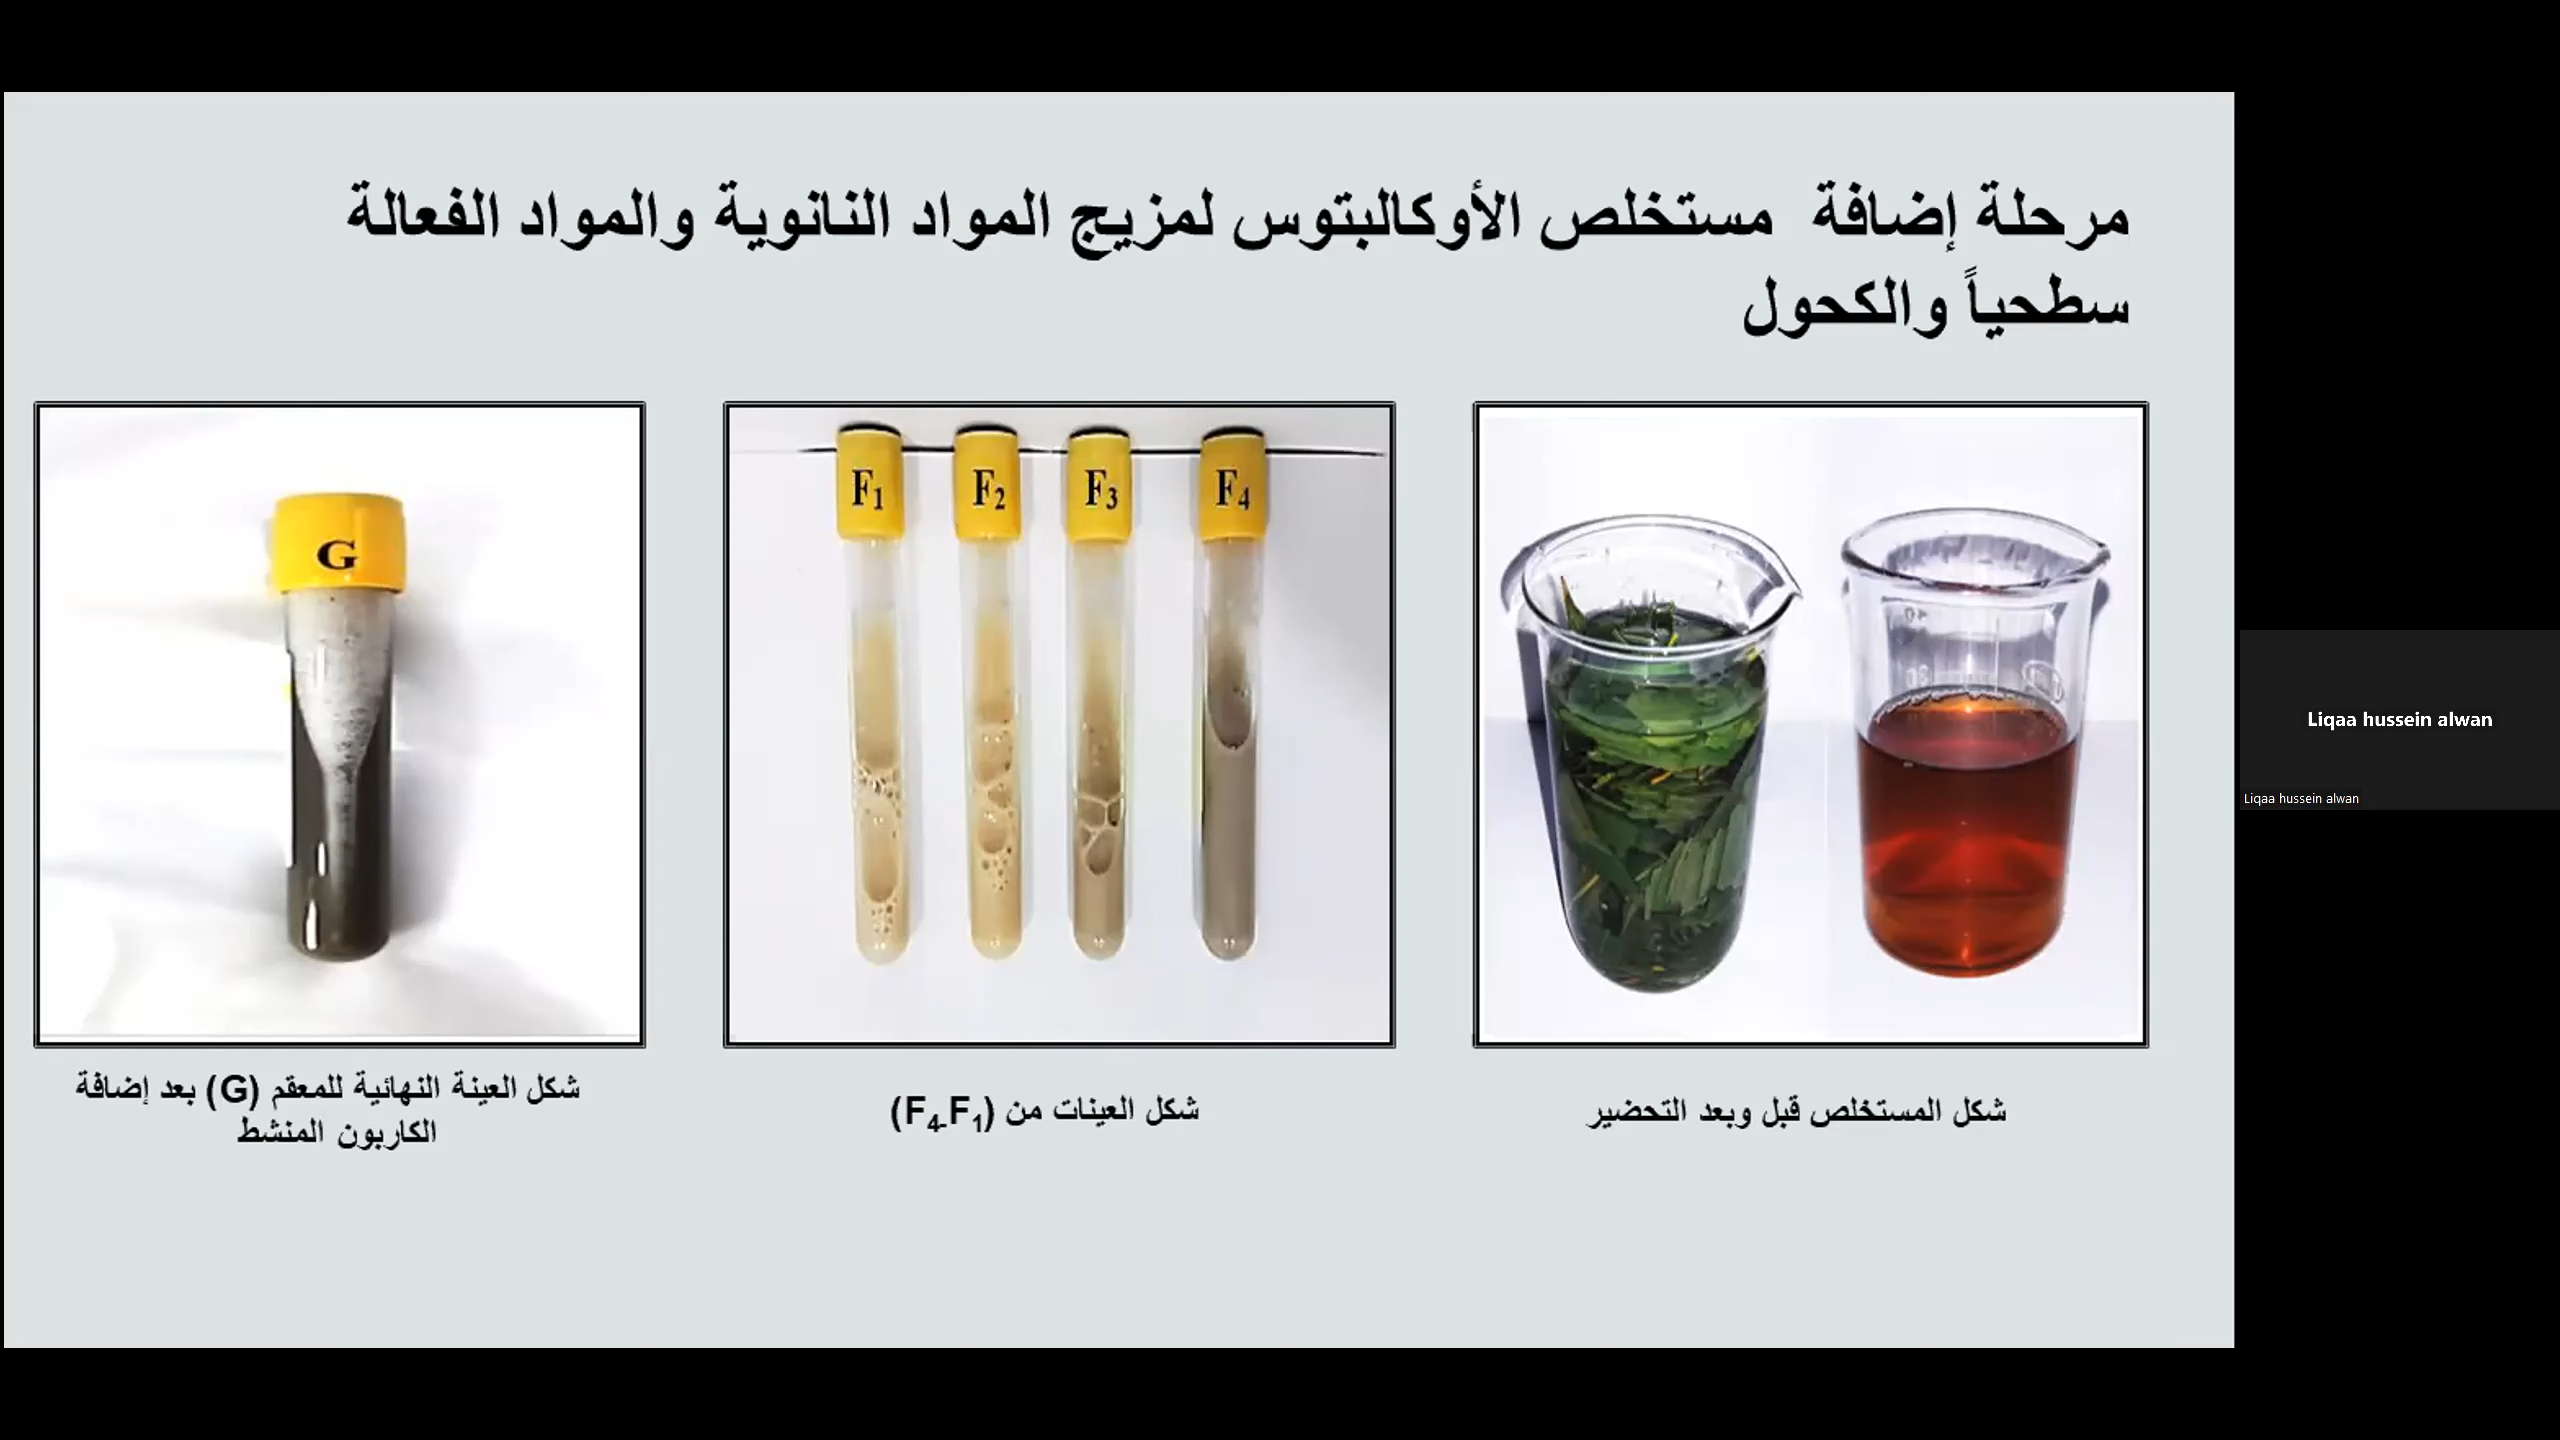 مرحلة إضافة مستخلص الأوكالبتوس لمزيج المواد النانوية والمواد الفعالة
سطحياً والكحول
F1
F2
F3
F4
G
شكل المستخلص قبل وبعد التحضير
شكل العينات من (F4-F1)
شكل العينة النهائية للمعقم (G) بعد إضافة
الكاربون المنشط
Liqaa hussein alwan
Liqaa hussein alwan